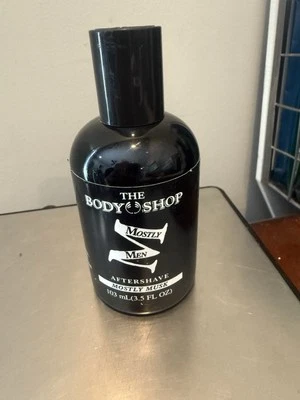 THE
BODY SHOP
MOSTLY
M
MEN
AFTERSHAVE
MOSTLY MUSK
103 mL(3.5 FL OZ)